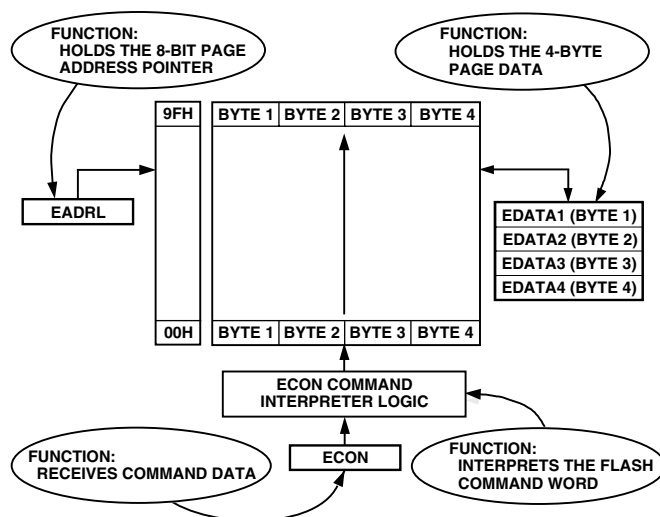 FUNCTION:
HOLDS THE 8-BIT PAGE
ADDRESS POINTER
FUNCTION:
HOLDS THE 4-BYTE
PAGE DATA
9FH
BYTE 1 BYTE 2 BYTE 3 BYTE 4
EADRL
EDATA1 (BYTE 1)
EDATA2 (BYTE 2)
EDATA3 (BYTE 3)
EDATA4 (BYTE 4)
00H
BYTE 1 BYTE 2 BYTE 3 BYTE 4
ECON COMMAND
INTERPRETER LOGIC
FUNCTION:
RECEIVES COMMAND DATA
ECON
FUNCTION:
INTERPRETS THE FLASH
COMMAND WORD